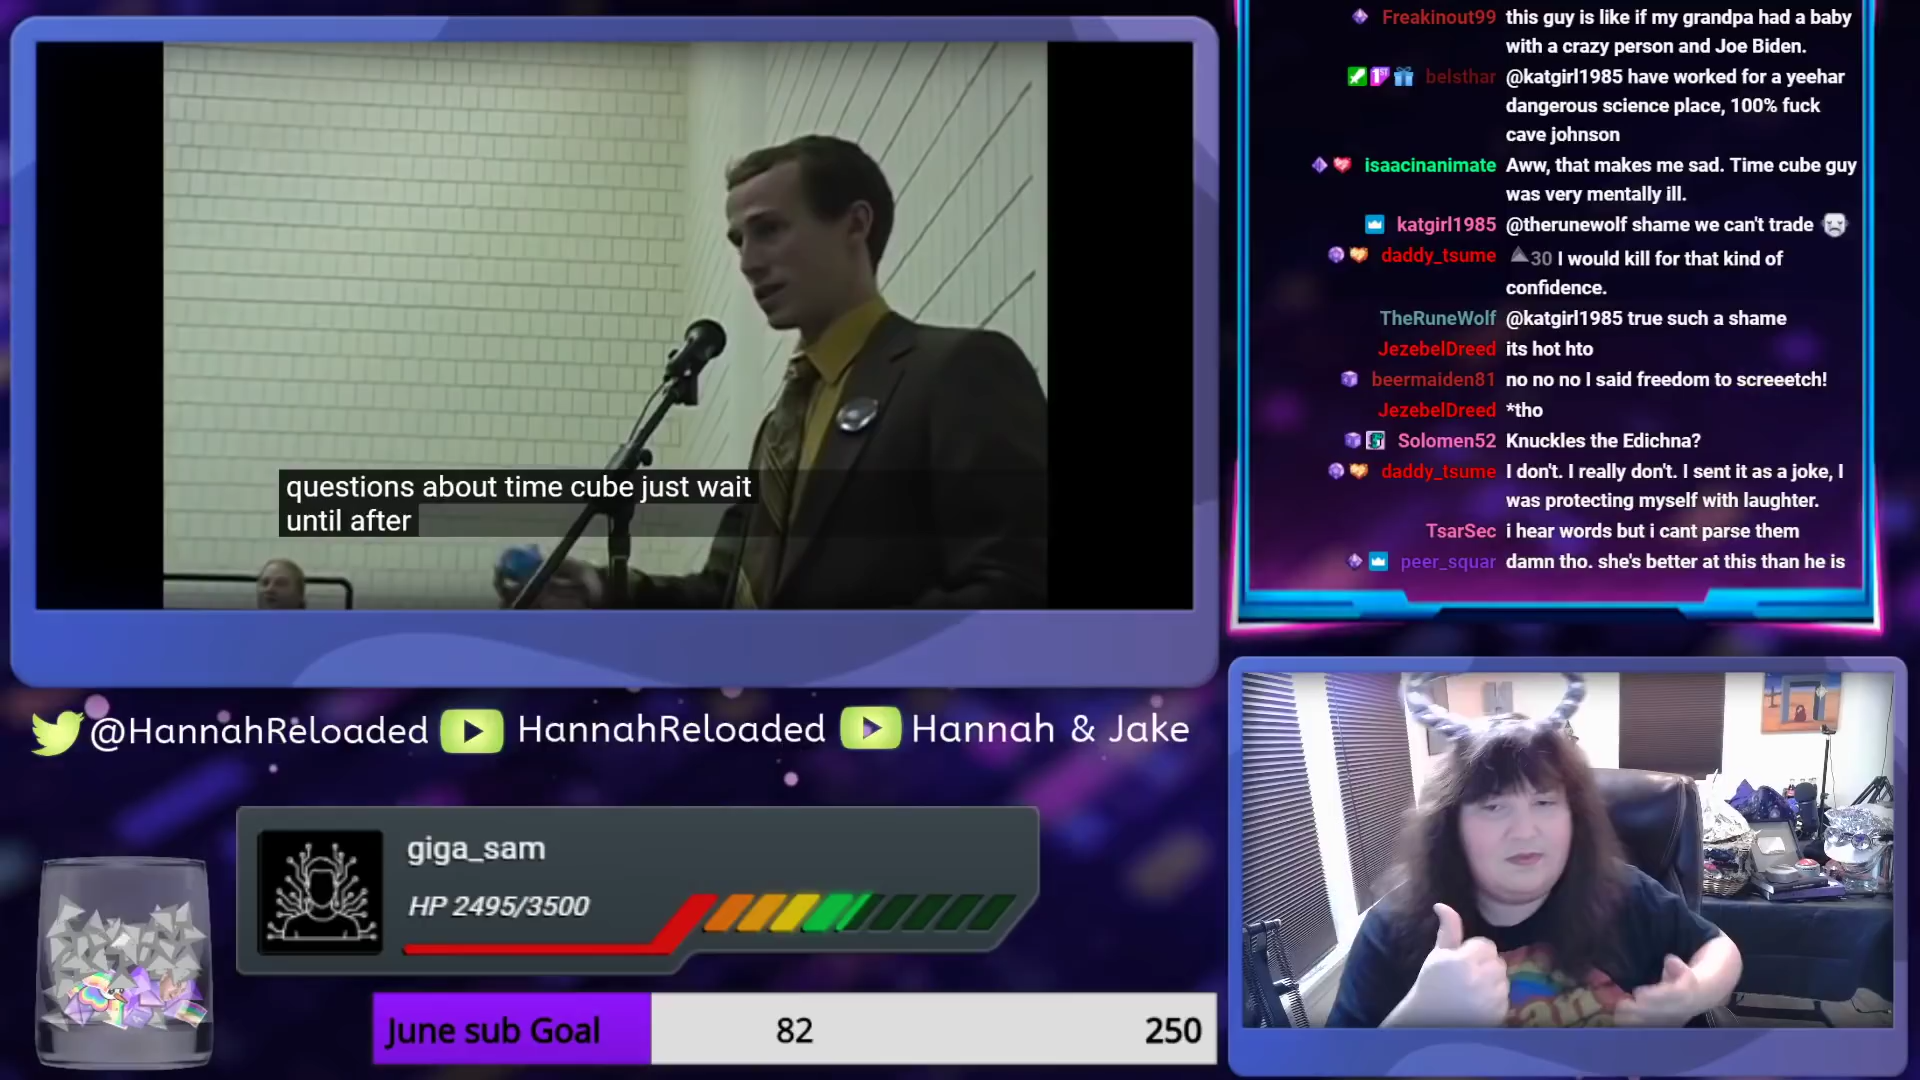 questions about time cube just wait
until after
Freakinout99 this guy is like if my grandpa had a baby
with a crazy person and Joe Biden.
belsthar @katgirl1985 have worked for a yeehar
dangerous science place, 100% fuck
cave johnson
isaacinanimate Aww, that makes me sad. Time cube guy
was very mentally ill.
katgirl1985 @therunewolf shame we can't trade
daddy_tsume 30 I would kill for that kind of
confidence.
TheRuneWolf @katgirl1985 true such a shame
JezebelDreed its hot hto
beermaiden81 no no no I said freedom to screeetch!
JezebelDreed *tho
Solomen52 Knuckles the Edichna?
daddy_tsume I don't. I really don't. I sent it as a joke, I
was protecting myself with laughter.
TsarSec i hear words but i cant parse them
peer_squar damn tho. she's better at this than he is
@HannahReloaded HannahReloaded Hannah & Jake
giga_sam
HP 2495/3500
June sub Goal 82 250